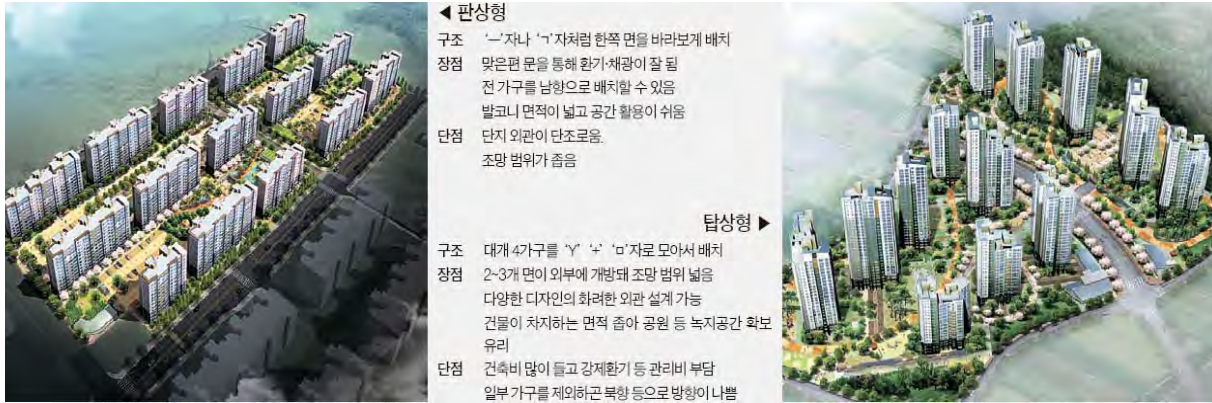 ◀ 판상형
구조 ‘ㅡ’자나 ‘ㄱ’자처럼 한쪽 면을 바라보게 배치
장점 맞은편 문을 통해 환기·채광이 잘 됨
전 가구를 남향으로 배치할 수 있음
발코니 면적이 넓고 공간 활용이 쉬움
단점 단지 외관이 단조로움.
조망 범위가 좁음
탑상형 ▶
구조 대개 4가구를 ‘Y’ ‘+’ ‘ㅁ’자로 모아서 배치
장점 2~3개 면이 외부에 개방돼 조망 범위 넓음
다양한 디자인의 화려한 외관 설계 가능
건물이 차지하는 면적 좁아 공원 등 녹지공간 확보
유리
단점 건축비 많이 들고 강제환기 등 관리비 부담
일부 가구를 제외하곤 북향 등으로 방향이 나쁨